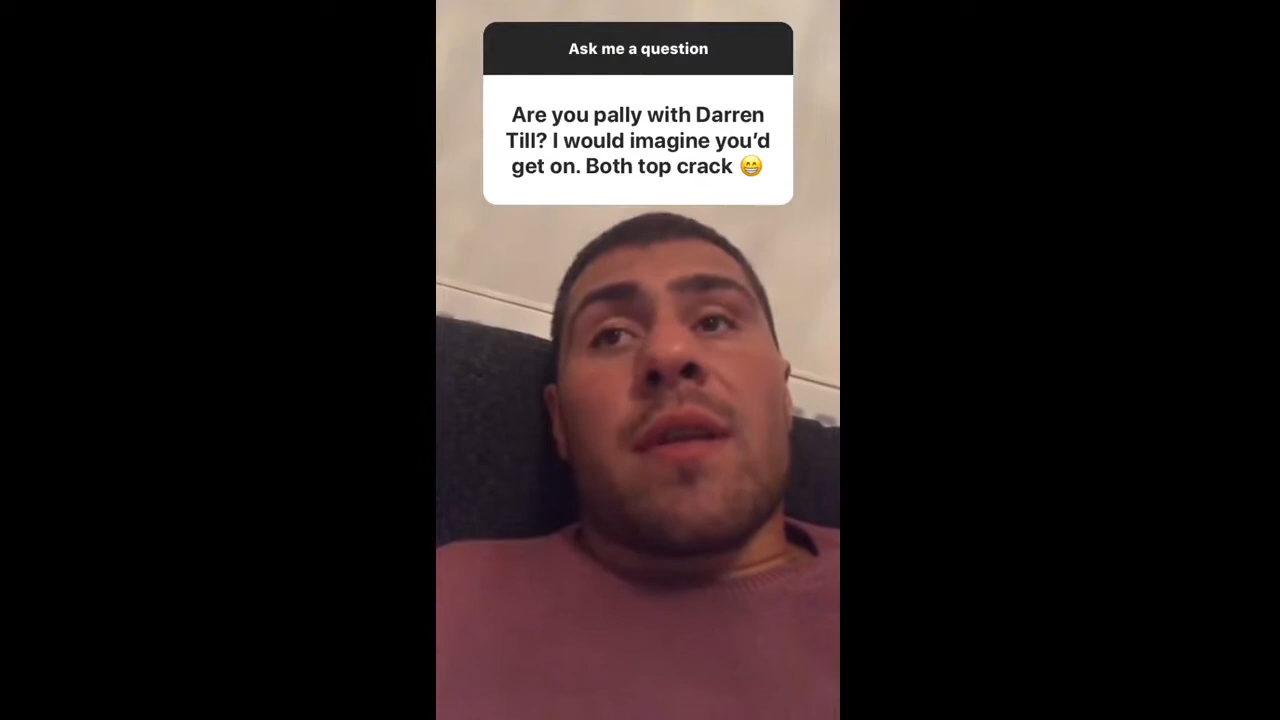 Ask me a question
Are you pally with Darren
Till? I would imagine you’d
get on. Both top crack 😁